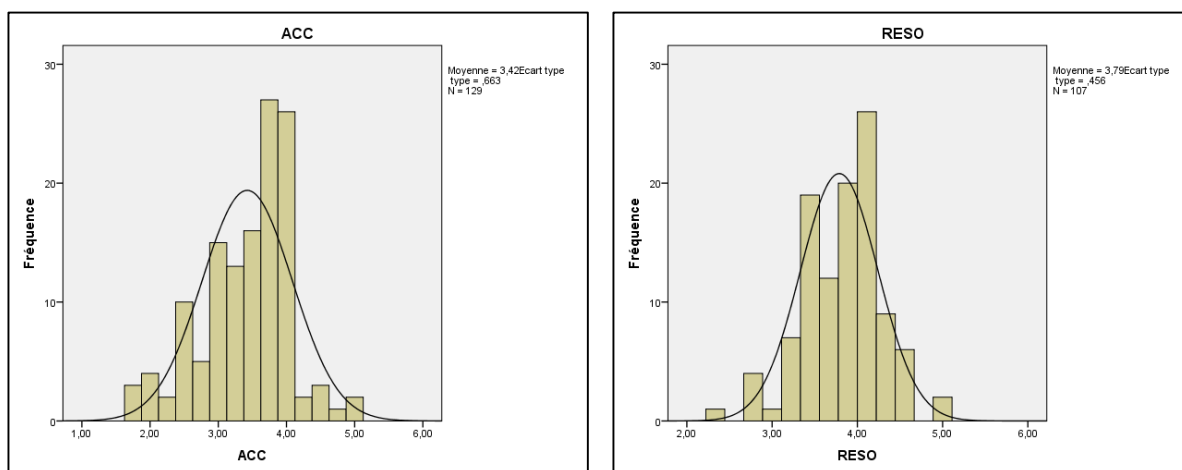 ACC
Moyenne = 3,42Ecart type
type = ,663
N = 129
30
20
10
0
Fréquence
1,00 2,00 3,00 4,00 5,00 6,00
ACC
RESO
Moyenne = 3,79Ecart type
type = ,456
N = 107
30
20
10
0
Fréquence
2,00 3,00 4,00 5,00 6,00
RESO